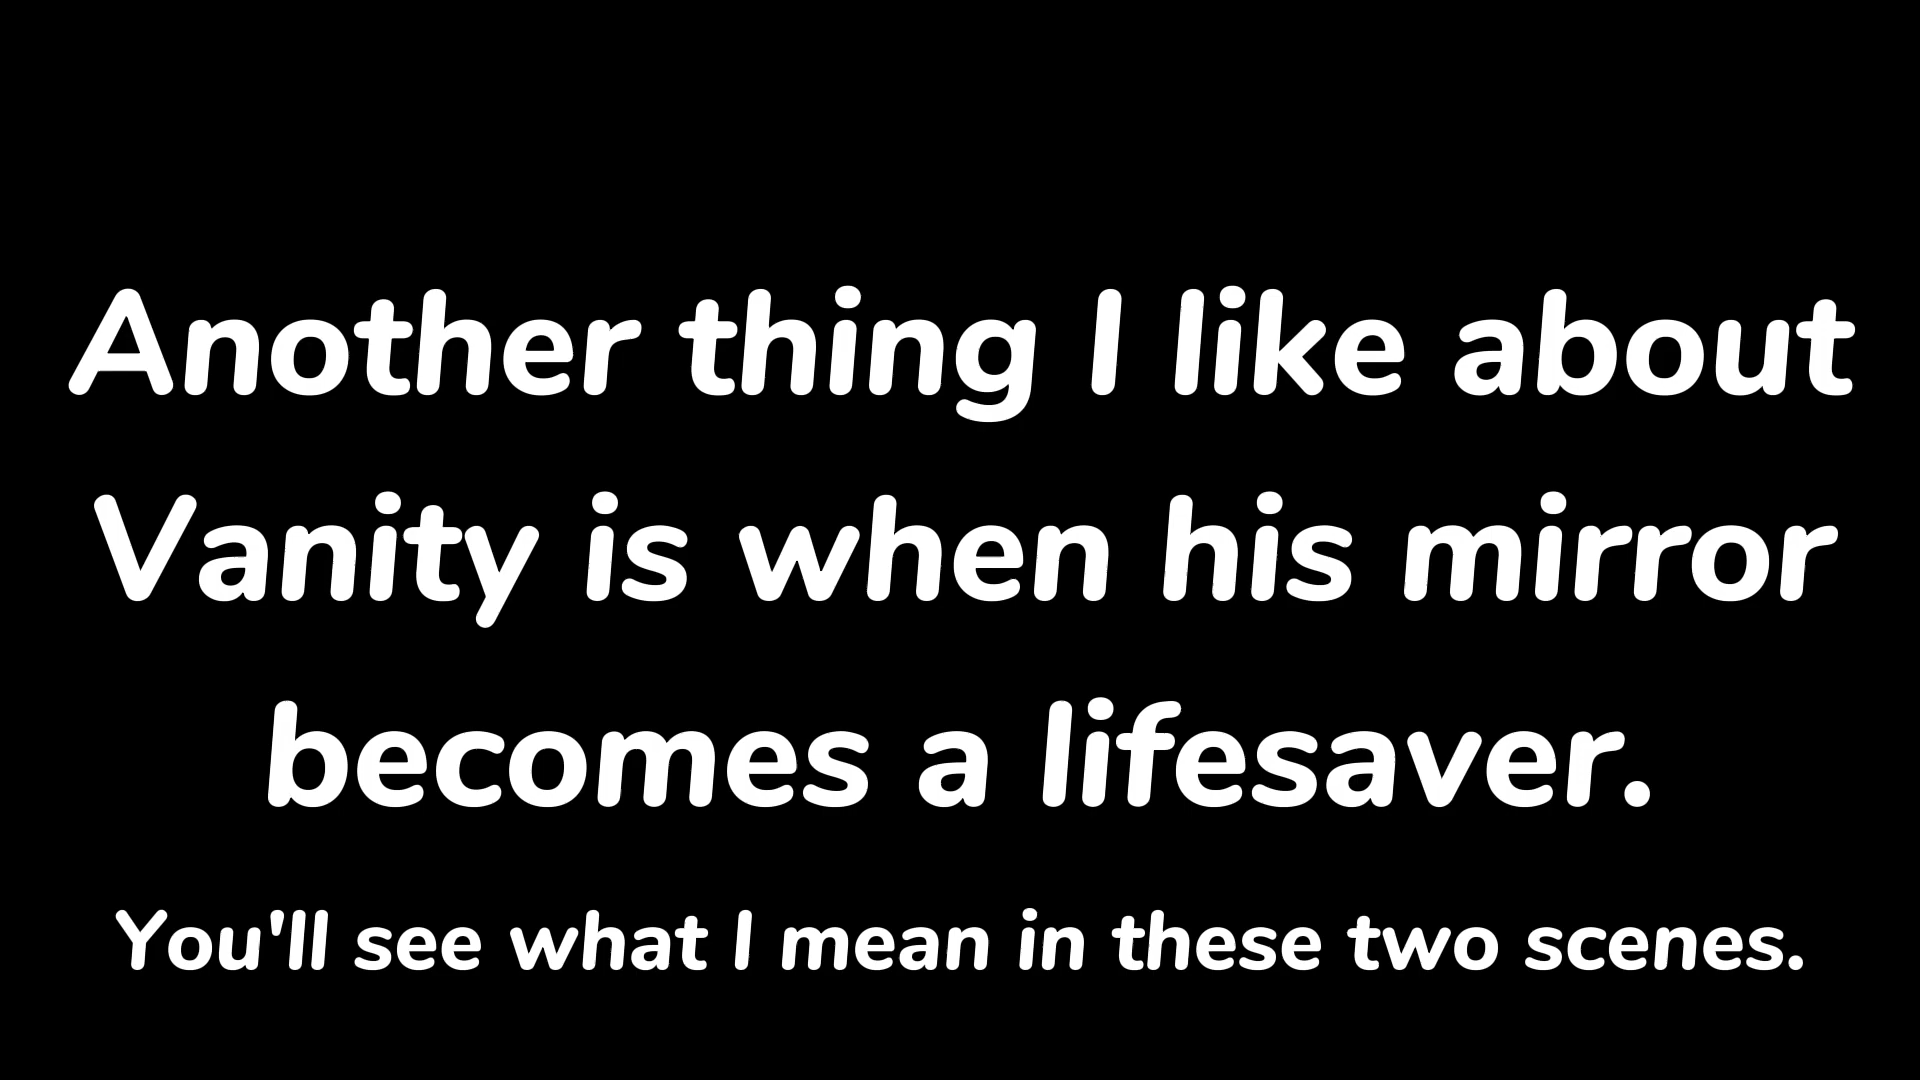 Another thing I like about
Vanity is when his mirror
becomes a lifesaver.
You'll see what I mean in these two scenes.